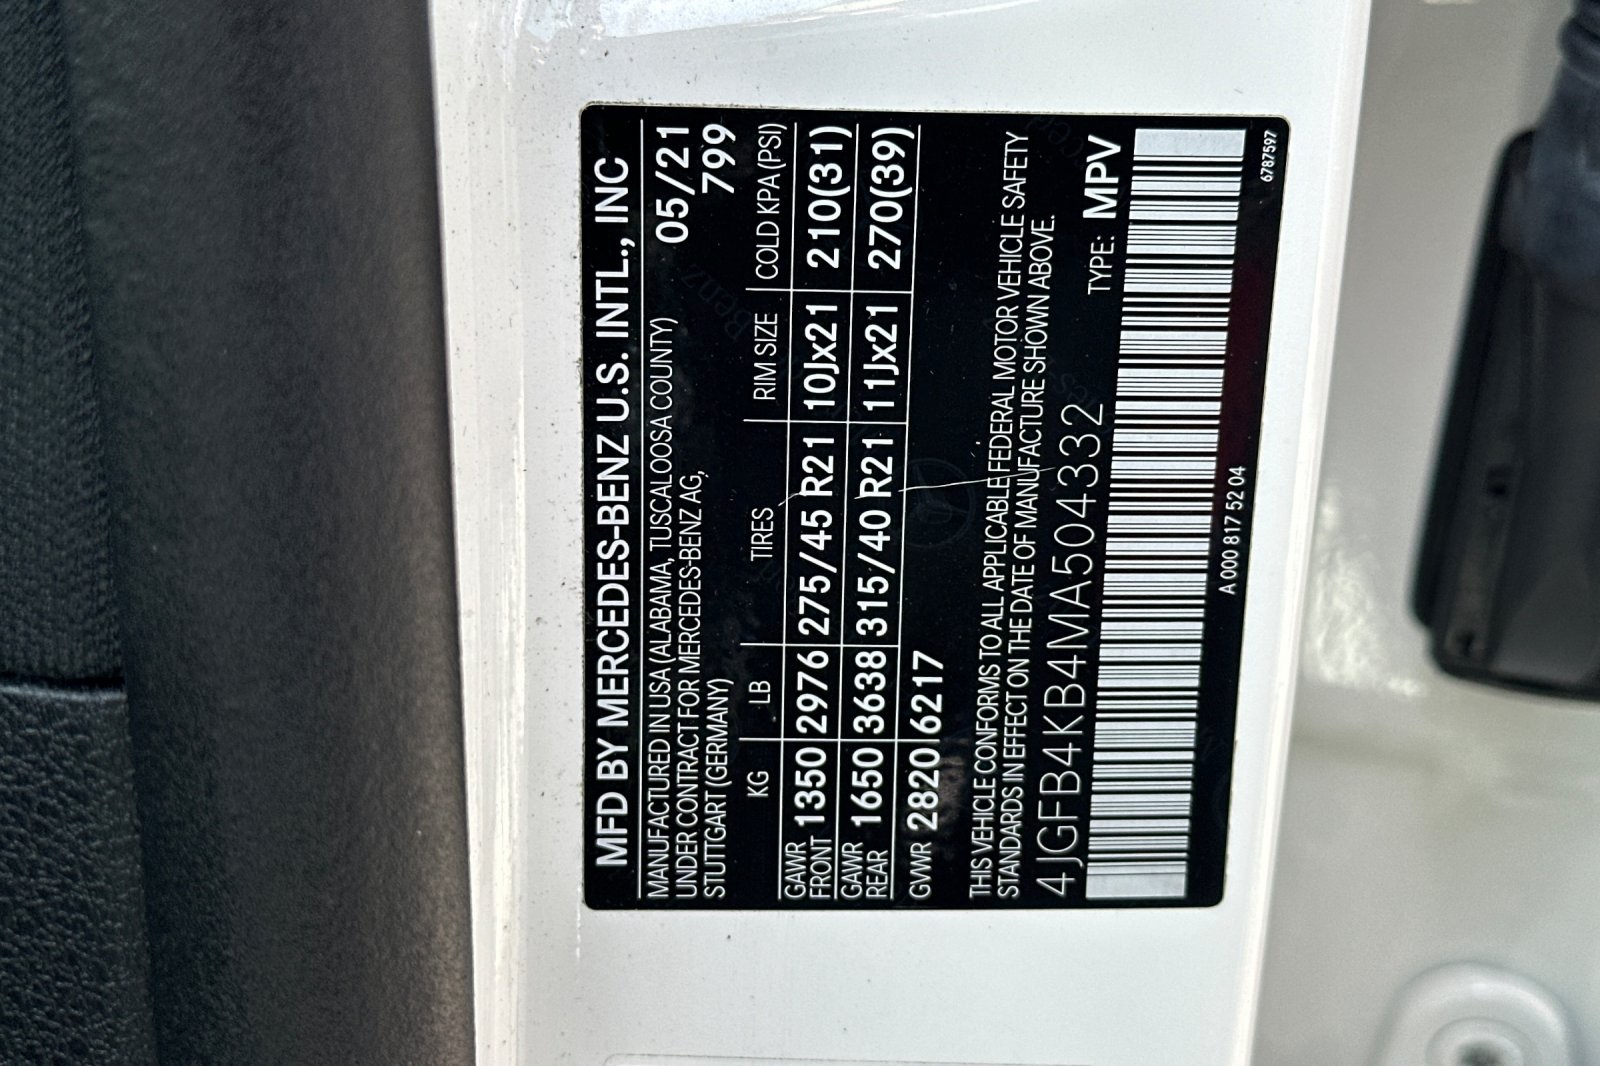 MFD BY MERCEDES-BENZ U.S. INTL., INC
MANUFACTURED IN USA (ALABAMA, TUSCALOOSA COUNTY) 05/21
UNDER CONTRACT FOR MERCEDES-BENZ AG, 799
STUTTGART (GERMANY)
KG LB TIRES RIM SIZE COLD KPA (PSI)
GAWR FRONT 1350 2976 275/45 R21 10Jx21 210(31)
GAWR REAR 1650 3638 315/40 R21 11Jx21 270(39)
GVWR 2820 6217
THIS VEHICLE CONFORMS TO ALL APPLICABLE FEDERAL MOTOR VEHICLE SAFETY
STANDARDS IN EFFECT ON THE DATE OF MANUFACTURE SHOWN ABOVE.
4JGFB4KB4MA504332 TYPE: MPV
A 000 817 52 04
6787597